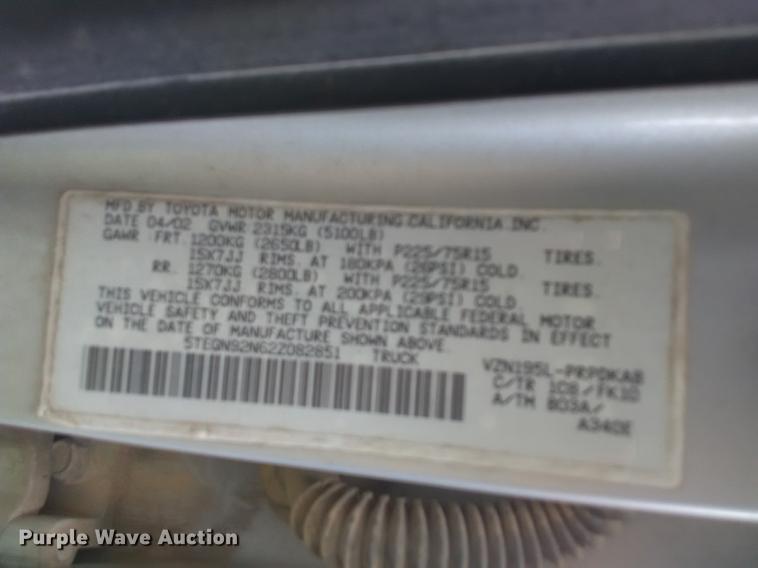 MFD.BY TOYOTA MOTOR MANUFACTURING.CALIFORNIA.INC.
DATE 04/02 GVWR 2315KG (5100LB)
GAWR FRT. 1200KG (2650LB) WITH P225/75R15 TIRES.
15X7JJ RIMS. AT 180KPA (26PSI) COLD.
RR. 1270KG (2800LB) WITH P225/75R15 TIRES.
15X7JJ RIMS. AT 200KPA (29PSI) COLD.
THIS VEHICLE CONFORMS TO ALL APPLICABLE FEDERAL MOTOR
VEHICLE SAFETY AND THEFT PREVENTION STANDARDS IN EFFECT
ON THE DATE OF MANUFACTURE SHOWN ABOVE.
5TEGN92N62Z082851 TRUCK
VZN195L-PRPDKAB
C/TR 1C8/FK10
A/TM B03A/
A340E
Purple Wave Auction